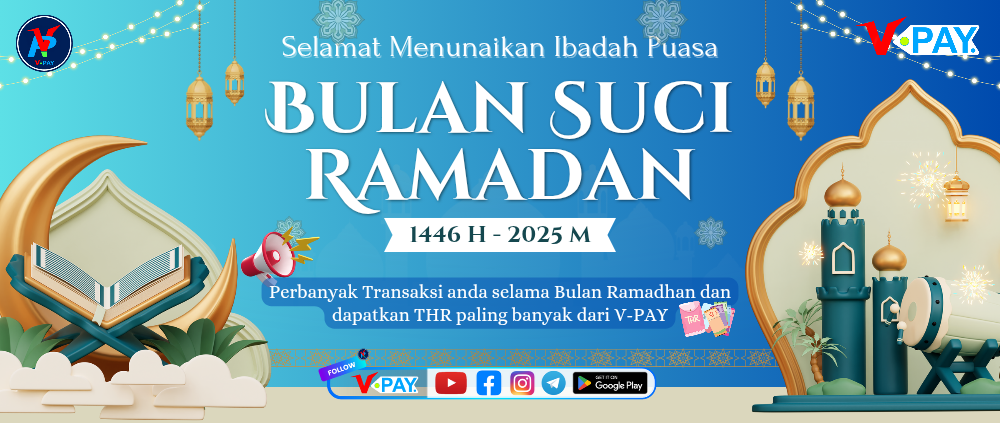 V-PAY
V-PAY
Selamat Menunaikan Ibadah Puasa
BULAN SUCI
RAMADAN
1446 H - 2025 M
Perbanyak Transaksi anda selama Bulan Ramadhan dan
dapatkan THR paling banyak dari V-PAY
THR
FOLLOW
V-PAY
GET IT ON
Google Play